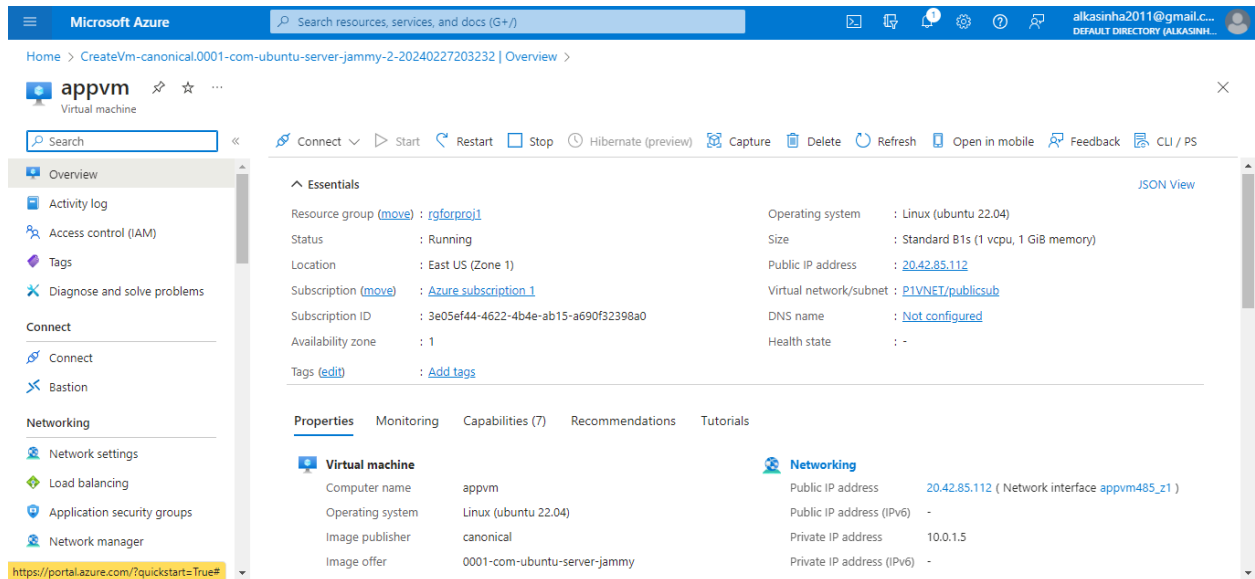 Microsoft Azure
Search resources, services, and docs (G+/)
1
alkasinha2011@gmail.c...
DEFAULT DIRECTORY (ALKASINH...
Home > CreateVm-canonical.0001-com-ubuntu-server-jammy-2-20240227203232 | Overview >
appvm
Virtual machine
Search
Connect
Start
Restart
Stop
Hibernate (preview)
Capture
Delete
Refresh
Open in mobile
Feedback
CLI / PS
Overview
Activity log
Access control (IAM)
Tags
Diagnose and solve problems
Connect
Connect
Bastion
Networking
Network settings
Load balancing
Application security groups
Network manager
https://portal.azure.com/?quickstart=True#
Essentials
JSON View
Resource group (move) : rgforproj1
Status : Running
Location : East US (Zone 1)
Subscription (move) : Azure subscription 1
Subscription ID : 3e05ef44-4622-4b4e-ab15-a690f32398a0
Availability zone : 1
Tags (edit) : Add tags
Operating system : Linux (ubuntu 22.04)
Size : Standard B1s (1 vcpu, 1 GiB memory)
Public IP address : 20.42.85.112
Virtual network/subnet : P1VNET/publicsub
DNS name : Not configured
Health state : -
Properties
Monitoring
Capabilities (7)
Recommendations
Tutorials
Virtual machine
Computer name appvm
Operating system Linux (ubuntu 22.04)
Image publisher canonical
Image offer 0001-com-ubuntu-server-jammy
Networking
Public IP address 20.42.85.112 ( Network interface appvm485_z1 )
Public IP address (IPv6) -
Private IP address 10.0.1.5
Private IP address (IPv6) -